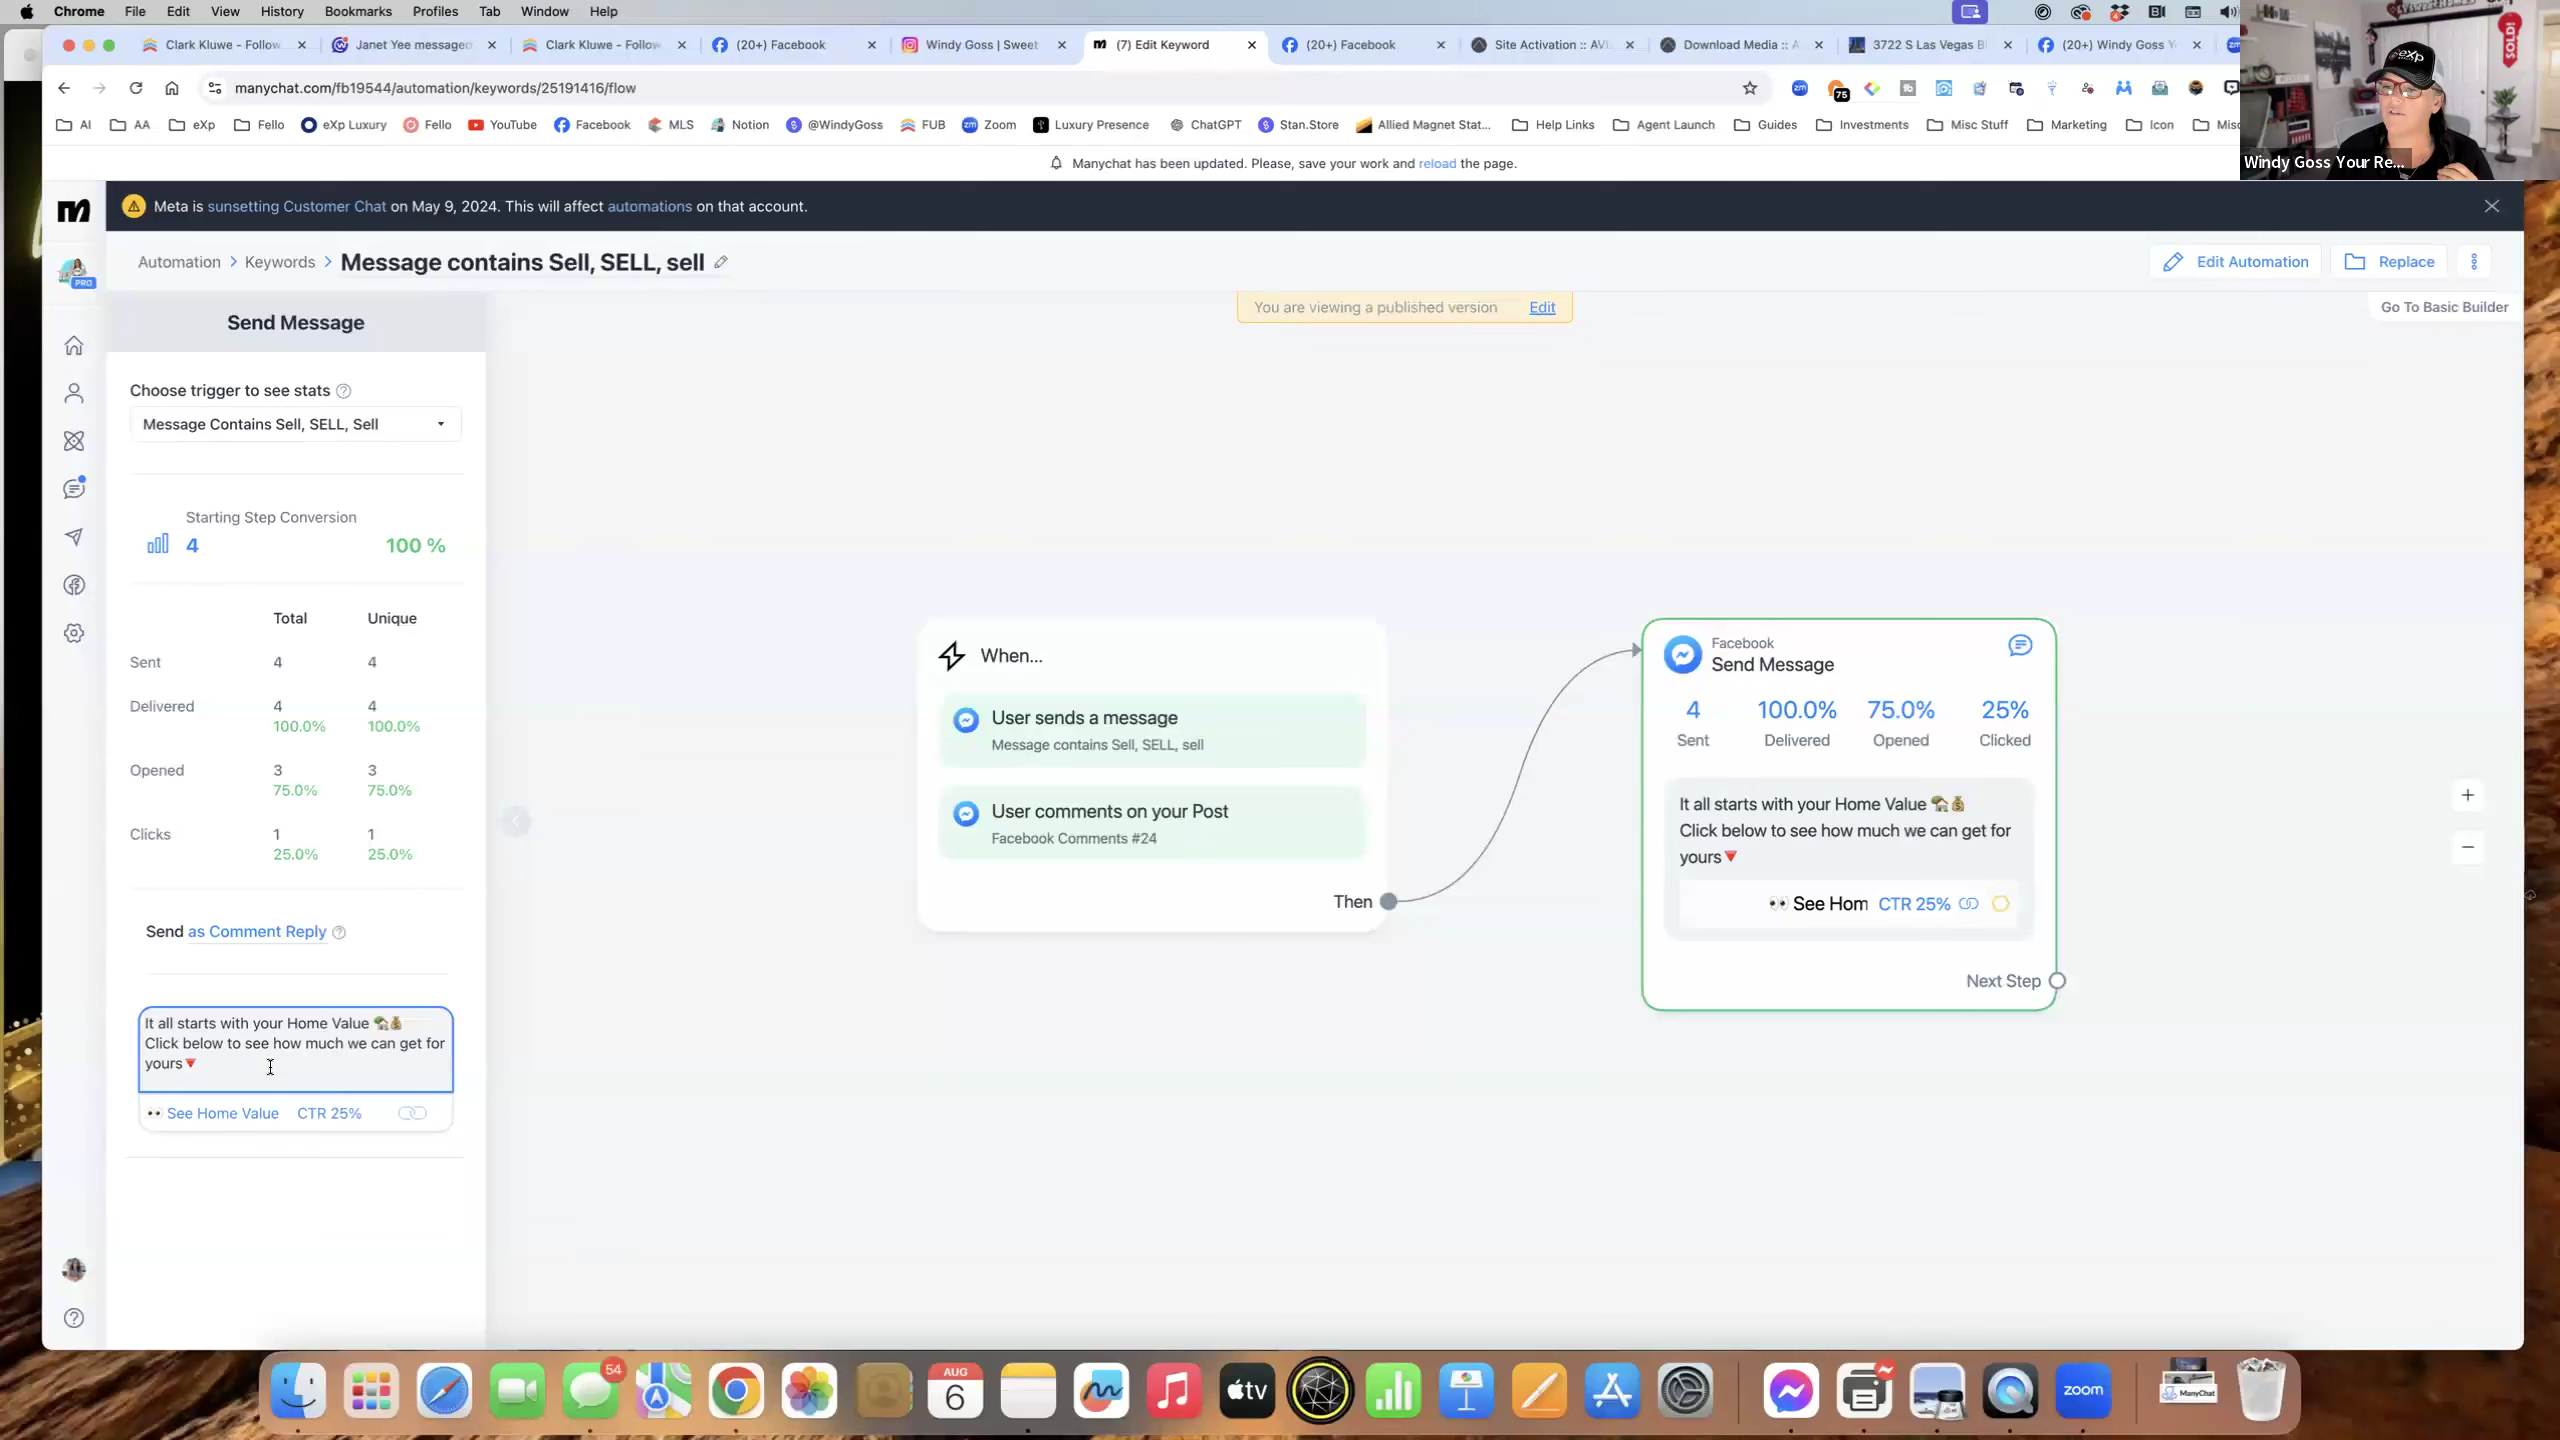 Chrome File Edit View History Bookmarks Profiles Tab Window Help
Clark Kluwe - Follow
Janet Yee messaged
Clark Kluwe - Follow
(20+) Facebook
Windy Goss | Sweet
(7) Edit Keyword
(20+) Facebook
Site Activation :: AVI
Download Media :: A
3722 S Las Vegas B
(20+) Windy Goss Y
manychat.com/fb19544/automation/keywords/25191416/flow
75
AI AA eXp Fello eXp Luxury Fello YouTube Facebook MLS Notion @WindyGoss FUB Zoom Luxury Presence ChatGPT Stan.Store Allied Magnet Stat... Help Links Agent Launch Guides Investments Misc Stuff Marketing Icon Misc
Windy Goss Your Re...
eXp
SOLD!
Manychat has been updated. Please, save your work and reload the page.
Meta is sunsetting Customer Chat on May 9, 2024. This will affect automations on that account.
Automation > Keywords > Message contains Sell, SELL, sell
Edit Automation
Replace
PRO
You are viewing a published version Edit
Go To Basic Builder
Send Message
Choose trigger to see stats
Message Contains Sell, SELL, Sell
Starting Step Conversion
4 100 %
Total Unique
Sent 4 4
Delivered 4 4
100.0% 100.0%
Opened 3 3
75.0% 75.0%
Clicks 1 1
25.0% 25.0%
Send as Comment Reply
It all starts with your Home Value 🏡💰
Click below to see how much we can get for
yours🔻
👀 See Home Value CTR 25%
When...
User sends a message
Message contains Sell, SELL, sell
User comments on your Post
Facebook Comments #24
Then
Facebook
Send Message
4 100.0% 75.0% 25%
Sent Delivered Opened Clicked
It all starts with your Home Value 🏡💰
Click below to see how much we can get for
yours🔻
👀 See Hom CTR 25%
Next Step
54
AUG
6
tv
zoom
ManyChat